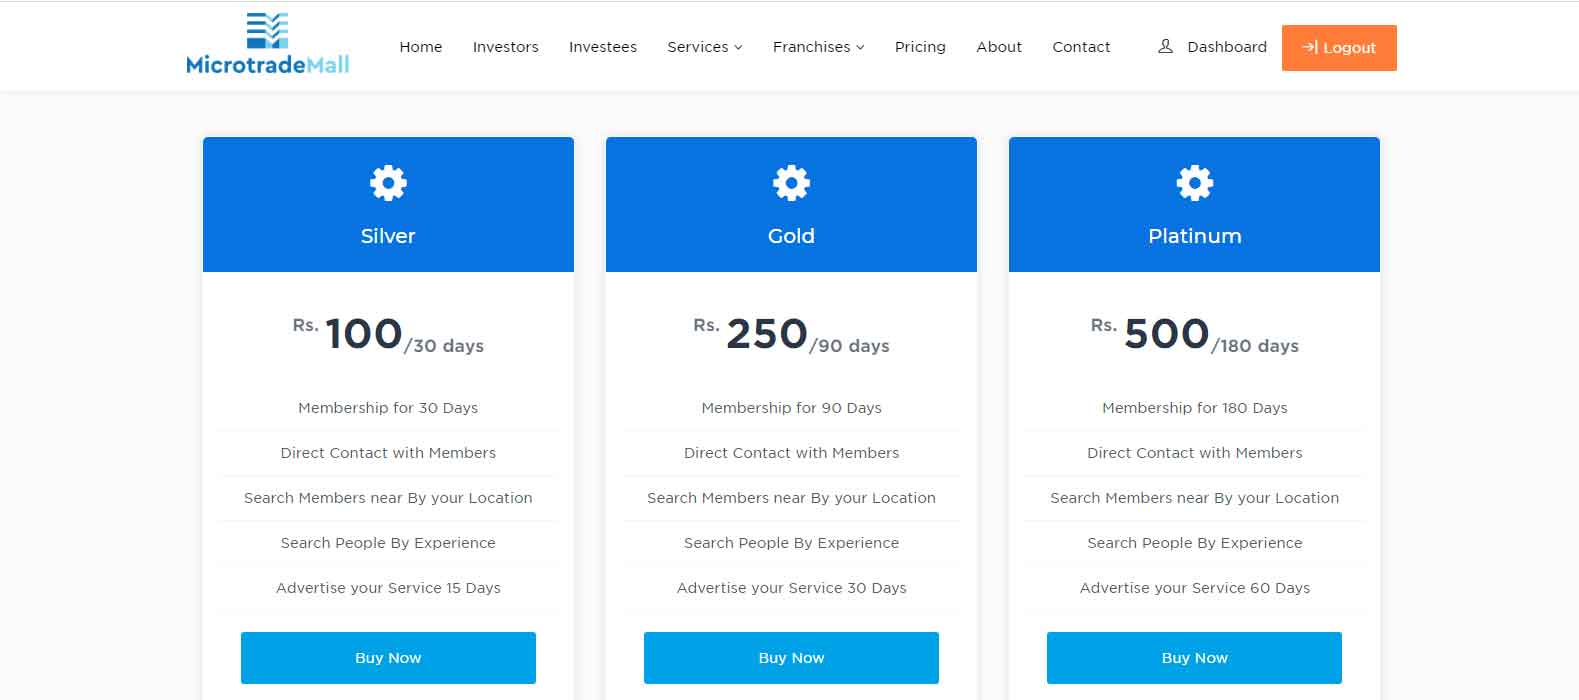 MicrotradeMall
Home Investors Investees Services Franchises Pricing About Contact Dashboard Logout
Silver
Rs. 100/30 days
Membership for 30 Days
Direct Contact with Members
Search Members near By your Location
Search People By Experience
Advertise your Service 15 Days
Buy Now
Gold
Rs. 250/90 days
Membership for 90 Days
Direct Contact with Members
Search Members near By your Location
Search People By Experience
Advertise your Service 30 Days
Buy Now
Platinum
Rs. 500/180 days
Membership for 180 Days
Direct Contact with Members
Search Members near By your Location
Search People By Experience
Advertise your Service 60 Days
Buy Now